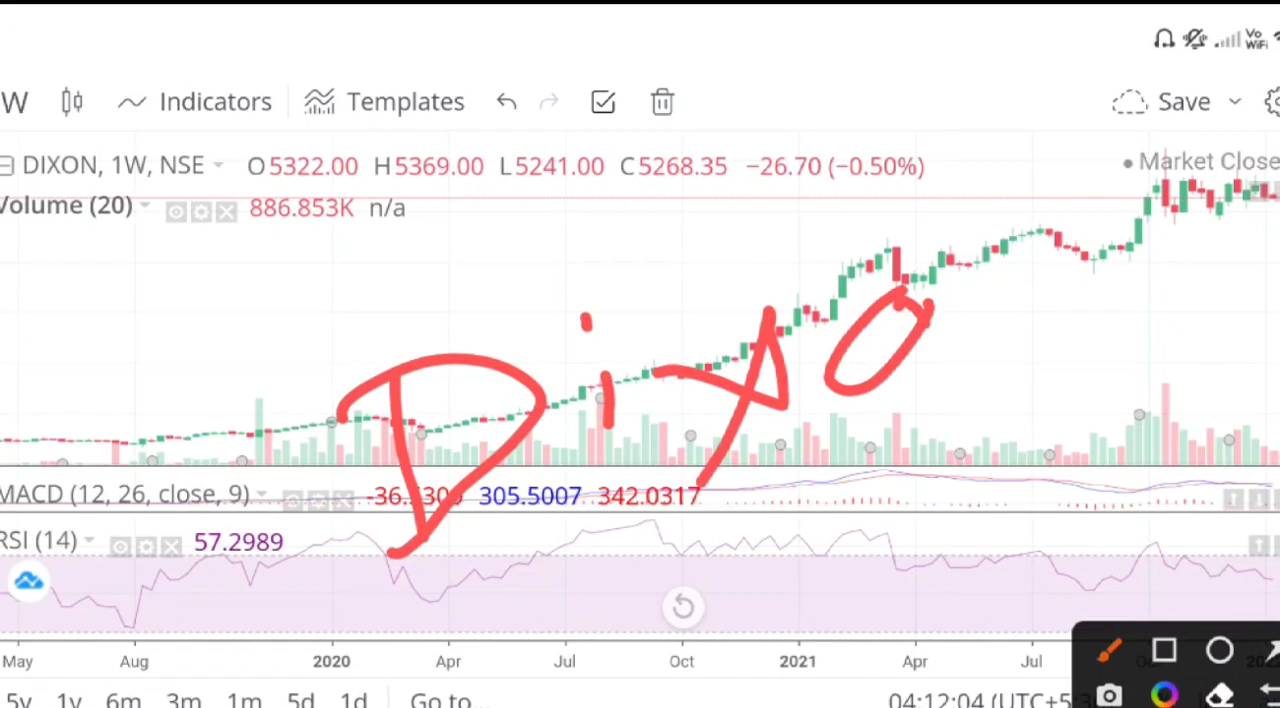 Vo
WiFi
W Indicators Templates Save
DIXON, 1W, NSE O5322.00 H5369.00 L5241.00 C5268.35 −26.70 (−0.50%) Market Close
Volume (20) 886.853K n/a
Dixo
MACD (12, 26, close, 9) 305.5007 342.0317
RSI (14) 57.2989
May Aug 2020 Apr Jul Oct 2021 Apr Jul
5y 1y 6m 3m 1m 5d 1d Go to... 04:12:04 (UTC+5:30